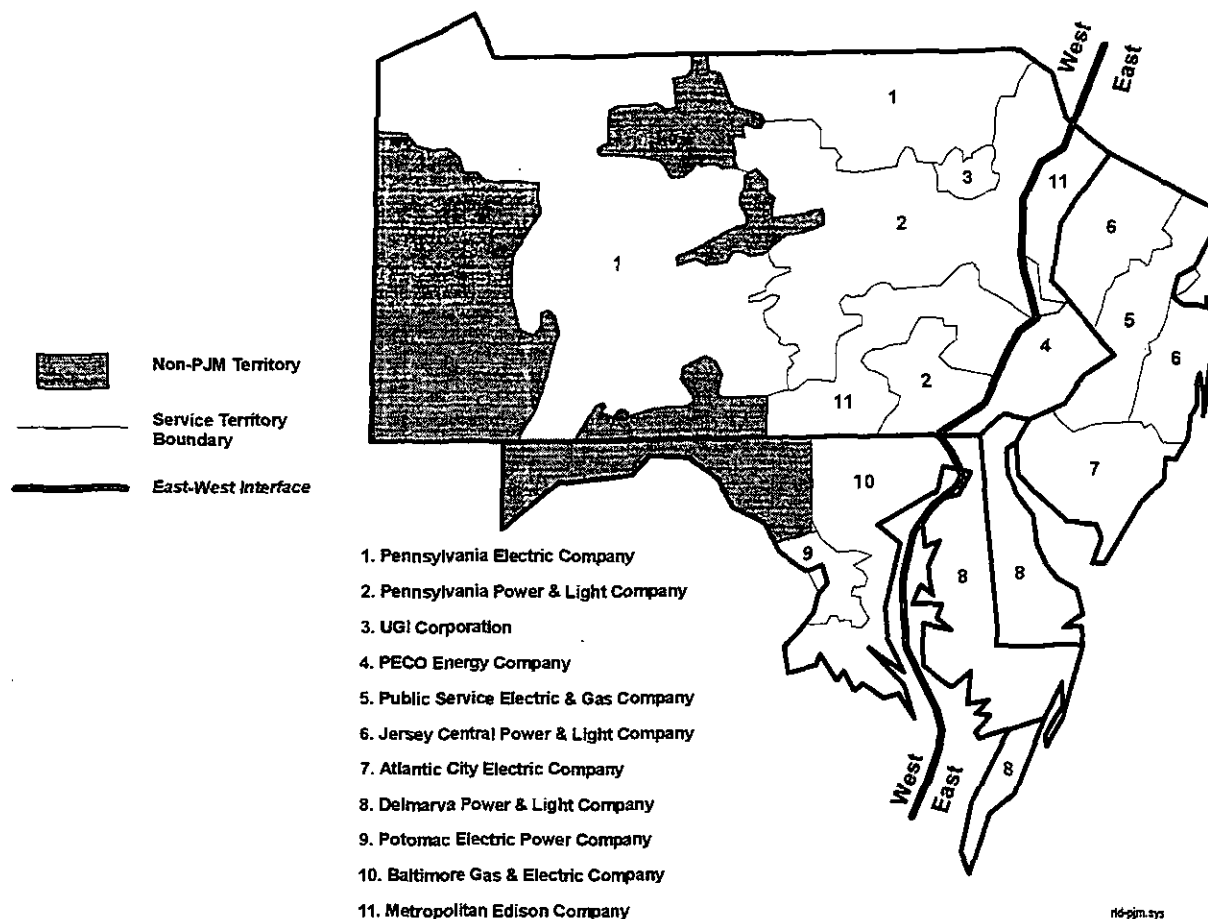 West
East
1
3
11
2
6
1
5
4
6
2
11
7
10
9
8
8
8
West
East
Non-PJM Territory
Service Territory
Boundary
East-West Interface
1. Pennsylvania Electric Company
2. Pennsylvania Power & Light Company
3. UGI Corporation
4. PECO Energy Company
5. Public Service Electric & Gas Company
6. Jersey Central Power & Light Company
7. Atlantic City Electric Company
8. Delmarva Power & Light Company
9. Potomac Electric Power Company
10. Baltimore Gas & Electric Company
11. Metropolitan Edison Company